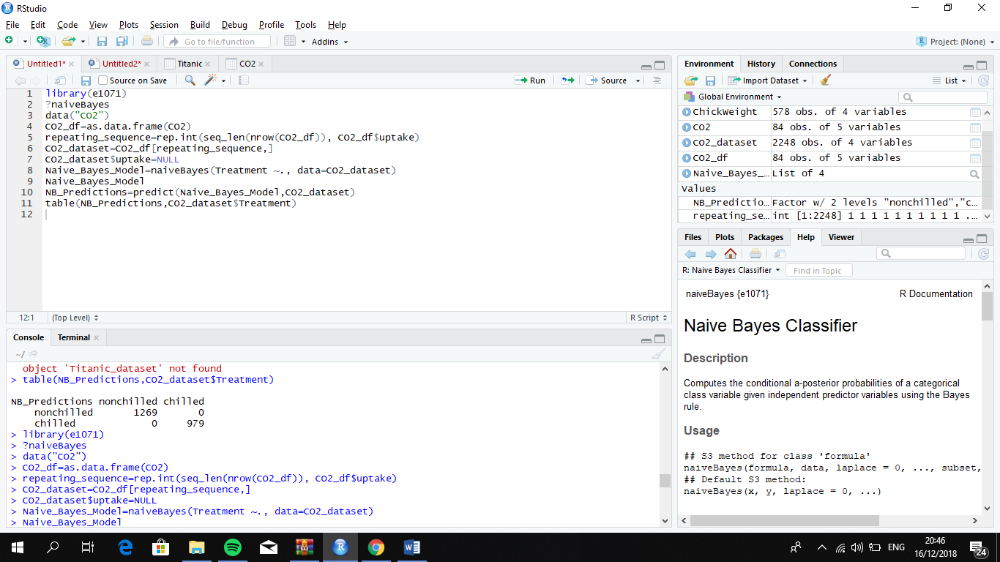 RStudio
File Edit Code View Plots Session Build Debug Profile Tools Help
Go to file/function Addins Project: (None)
Untitled1* Untitled2* Titanic CO2
Source on Save Run Source
1 library(e1071)
2 ?naiveBayes
3 data("CO2")
4 CO2_df=as.data.frame(CO2)
5 repeating_sequence=rep.int(seq_len(nrow(CO2_df)), CO2_df$uptake)
6 CO2_dataset=CO2_df[repeating_sequence,]
7 CO2_dataset$uptake=NULL
8 Naive_Bayes_Model=naiveBayes(Treatment ~., data=CO2_dataset)
9 Naive_Bayes_Model
10 NB_Predictions=predict(Naive_Bayes_Model,CO2_dataset)
11 table(NB_Predictions,CO2_dataset$Treatment)
12
12:1 (Top Level) R Script
Console Terminal
~/
object 'Titanic_dataset' not found
> table(NB_Predictions,CO2_dataset$Treatment)
NB_Predictions nonchilled chilled
nonchilled 1269 0
chilled 0 979
> library(e1071)
> ?naiveBayes
> data("CO2")
> CO2_df=as.data.frame(CO2)
> repeating_sequence=rep.int(seq_len(nrow(CO2_df)), CO2_df$uptake)
> CO2_dataset=CO2_df[repeating_sequence,]
> CO2_dataset$uptake=NULL
> Naive_Bayes_Model=naiveBayes(Treatment ~., data=CO2_dataset)
> Naive_Bayes_Model
Environment History Connections
Import Dataset List
Global Environment
ChickWeight 578 obs. of 4 variables
CO2 84 obs. of 5 variables
CO2_dataset 2248 obs. of 4 variables
CO2_df 84 obs. of 5 variables
Naive_Bayes_… List of 4
Values
NB_Predictio… Factor w/ 2 levels "nonchilled","c…
repeating_se… int [1:2248] 1 1 1 1 1 1 1 1 1 1 ...
Files Plots Packages Help Viewer
R: Naive Bayes Classifier Find in Topic
naiveBayes {e1071} R Documentation
Naive Bayes Classifier
Description
Computes the conditional a-posterior probabilities of a categorical
class variable given independent predictor variables using the Bayes
rule.
Usage
## S3 method for class 'formula'
naiveBayes(formula, data, laplace = 0, ..., subset,
## Default S3 method:
naiveBayes(x, y, laplace = 0, ...)
ENG
20:46
16/12/2018
24